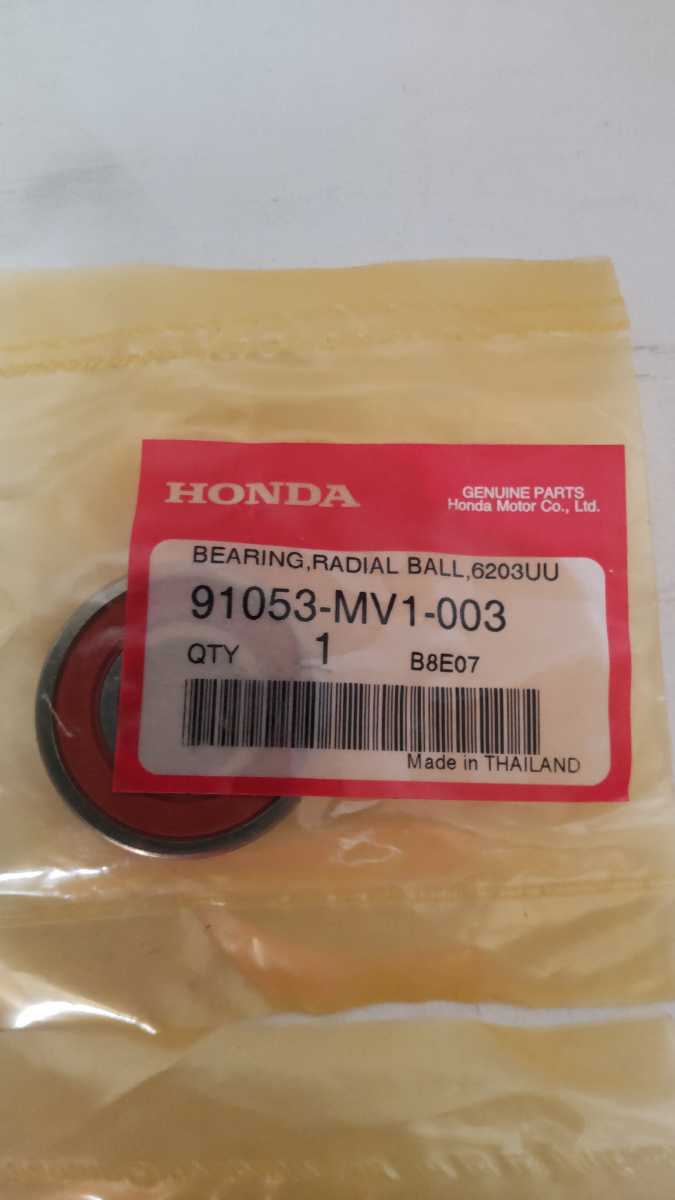 HONDA
GENUINE PARTS
Honda Motor Co., Ltd.
BEARING,RADIAL BALL,6203UU
91053-MV1-003
QTY 1 B8E07
Made in THAILAND